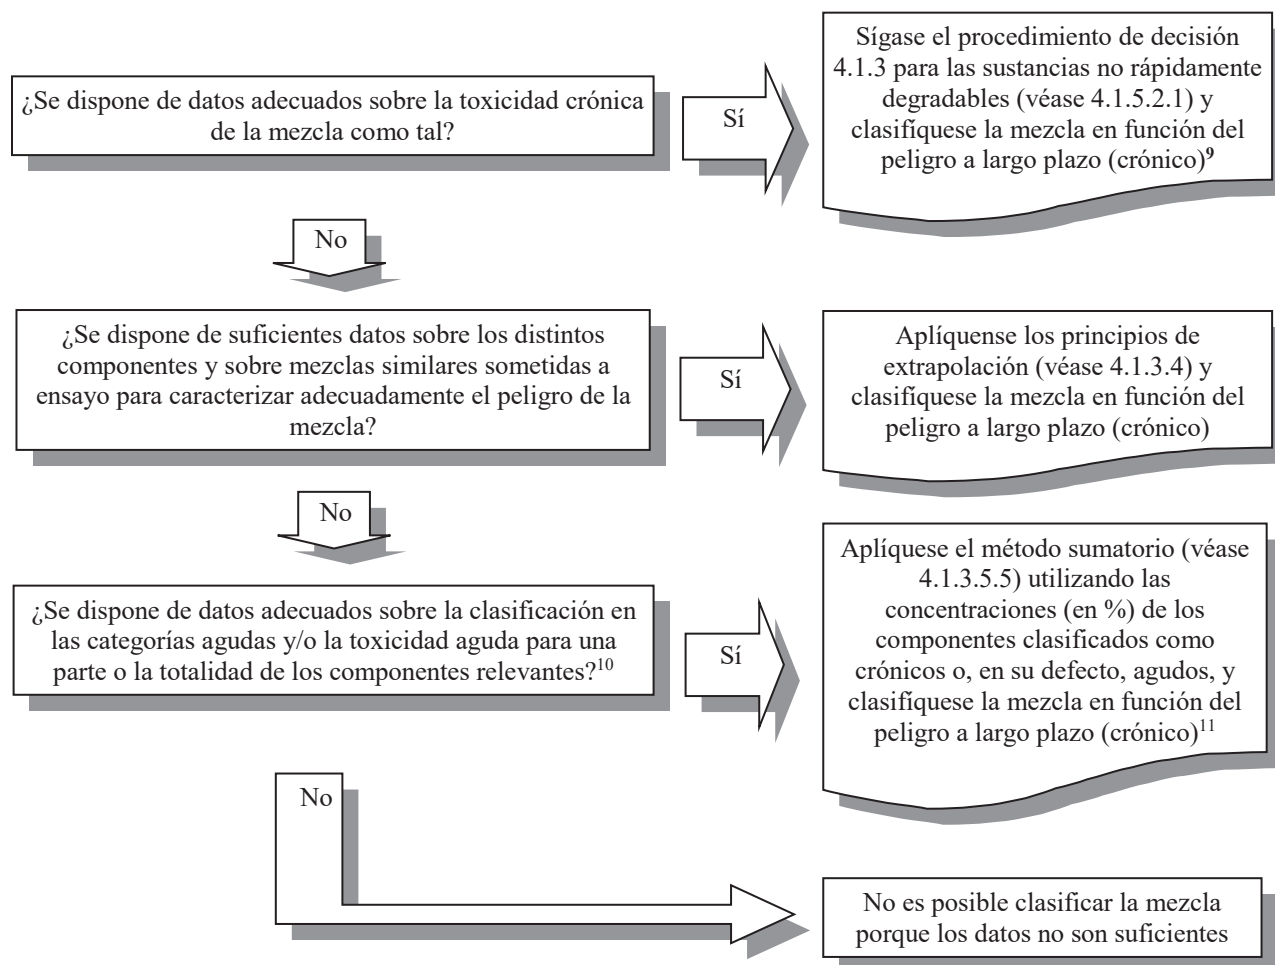 ¿Se dispone de datos adecuados sobre la toxicidad crónica
de la mezcla como tal?
Sí
Sígase el procedimiento de decisión
4.1.3 para las sustancias no rápidamente
degradables (véase 4.1.5.2.1) y
clasifíquese la mezcla en función del
peligro a largo plazo (crónico)9
No
¿Se dispone de suficientes datos sobre los distintos
componentes y sobre mezclas similares sometidas a
ensayo para caracterizar adecuadamente el peligro de la
mezcla?
Sí
Aplíquense los principios de
extrapolación (véase 4.1.3.4) y
clasifíquese la mezcla en función del
peligro a largo plazo (crónico)
No
¿Se dispone de datos adecuados sobre la clasificación en
las categorías agudas y/o la toxicidad aguda para una
parte o la totalidad de los componentes relevantes?10
Sí
Aplíquese el método sumatorio (véase
4.1.3.5.5) utilizando las
concentraciones (en %) de los
componentes clasificados como
crónicos o, en su defecto, agudos, y
clasifíquese la mezcla en función del
peligro a largo plazo (crónico)11
No
No es posible clasificar la mezcla
porque los datos no son suficientes